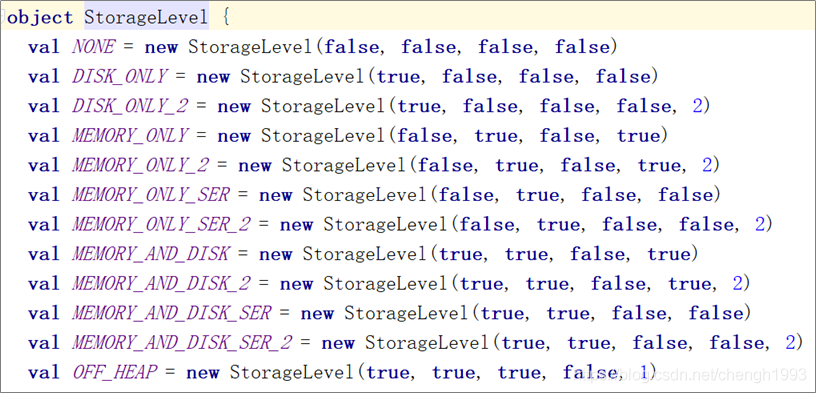 object StorageLevel {
val NONE = new StorageLevel(false, false, false, false)
val DISK_ONLY = new StorageLevel(true, false, false, false)
val DISK_ONLY_2 = new StorageLevel(true, false, false, false, 2)
val MEMORY_ONLY = new StorageLevel(false, true, false, true)
val MEMORY_ONLY_2 = new StorageLevel(false, true, false, true, 2)
val MEMORY_ONLY_SER = new StorageLevel(false, true, false, false)
val MEMORY_ONLY_SER_2 = new StorageLevel(false, true, false, false, 2)
val MEMORY_AND_DISK = new StorageLevel(true, true, false, true)
val MEMORY_AND_DISK_2 = new StorageLevel(true, true, false, true, 2)
val MEMORY_AND_DISK_SER = new StorageLevel(true, true, false, false)
val MEMORY_AND_DISK_SER_2 = new StorageLevel(true, true, false, false, 2)
val OFF_HEAP = new StorageLevel(true, true, true, false, 1)
https://blog.csdn.net/chengh1993